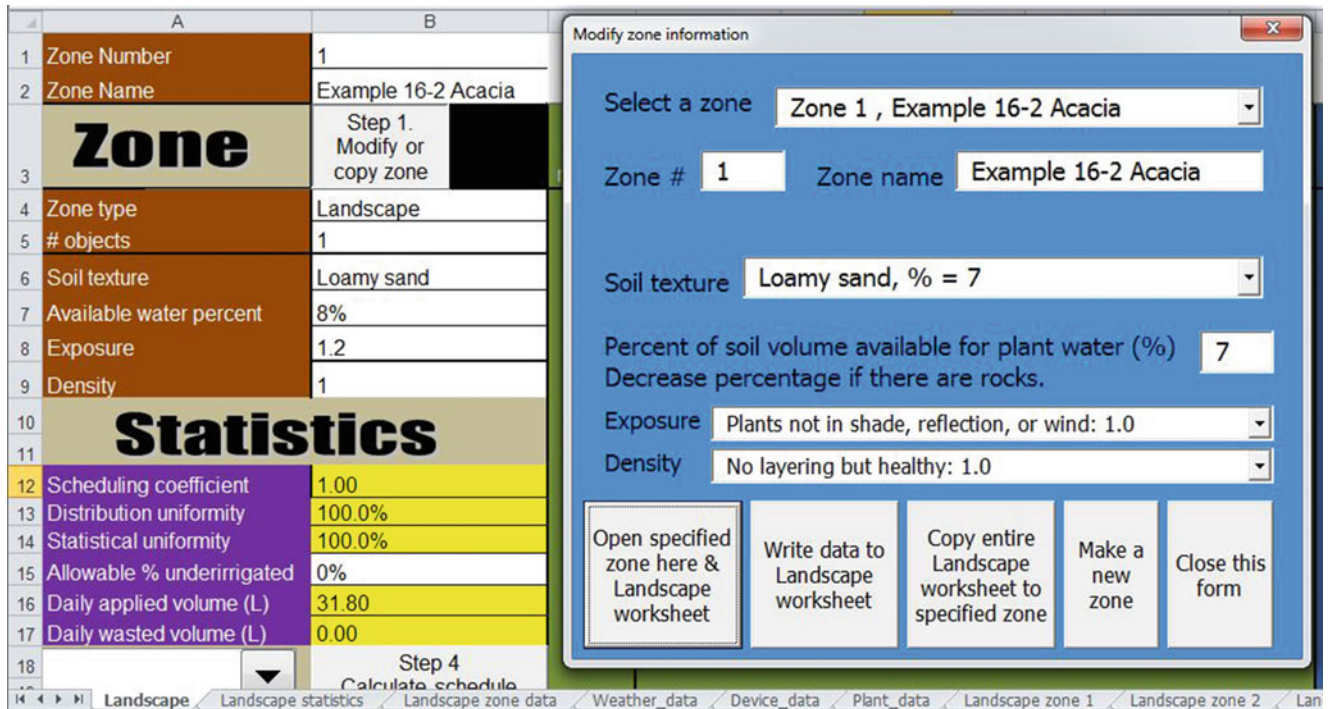 A B
1 Zone Number 1
2 Zone Name Example 16-2 Acacia
3 Zone Step 1. Modify or copy zone
4 Zone type Landscape
5 # objects 1
6 Soil texture Loamy sand
7 Available water percent 8%
8 Exposure 1.2
9 Density 1
10
11 Statistics
12 Scheduling coefficient 1.00
13 Distribution uniformity 100.0%
14 Statistical uniformity 100.0%
15 Allowable % underirrigated 0%
16 Daily applied volume (L) 31.80
17 Daily wasted volume (L) 0.00
18 Step 4
Calculate schedule
Modify zone information
Select a zone Zone 1 , Example 16-2 Acacia
Zone # 1 Zone name Example 16-2 Acacia
Soil texture Loamy sand, % = 7
Percent of soil volume available for plant water (%) 7
Decrease percentage if there are rocks.
Exposure Plants not in shade, reflection, or wind: 1.0
Density No layering but healthy: 1.0
Open specified zone here & Landscape worksheet
Write data to Landscape worksheet
Copy entire Landscape worksheet to specified zone
Make a new zone
Close this form
Landscape Landscape statistics Landscape zone data Weather_data Device_data Plant_data Landscape zone 1 Landscape zone 2 Lan